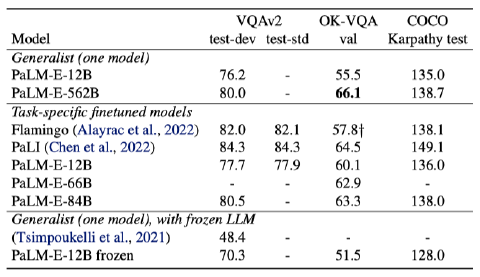 VQAv2 OK-VQA COCO
Model test-dev test-std val Karpathy test
Generalist (one model)
PaLM-E-12B 76.2 - 55.5 135.0
PaLM-E-562B 80.0 - 66.1 138.7
Task-specific finetuned models
Flamingo (Alayrac et al., 2022) 82.0 82.1 57.8† 138.1
PaLI (Chen et al., 2022) 84.3 84.3 64.5 149.1
PaLM-E-12B 77.7 77.9 60.1 136.0
PaLM-E-66B - - 62.9 -
PaLM-E-84B 80.5 - 63.3 138.0
Generalist (one model), with frozen LLM
(Tsimpoukelli et al., 2021) 48.4 - - -
PaLM-E-12B frozen 70.3 - 51.5 128.0